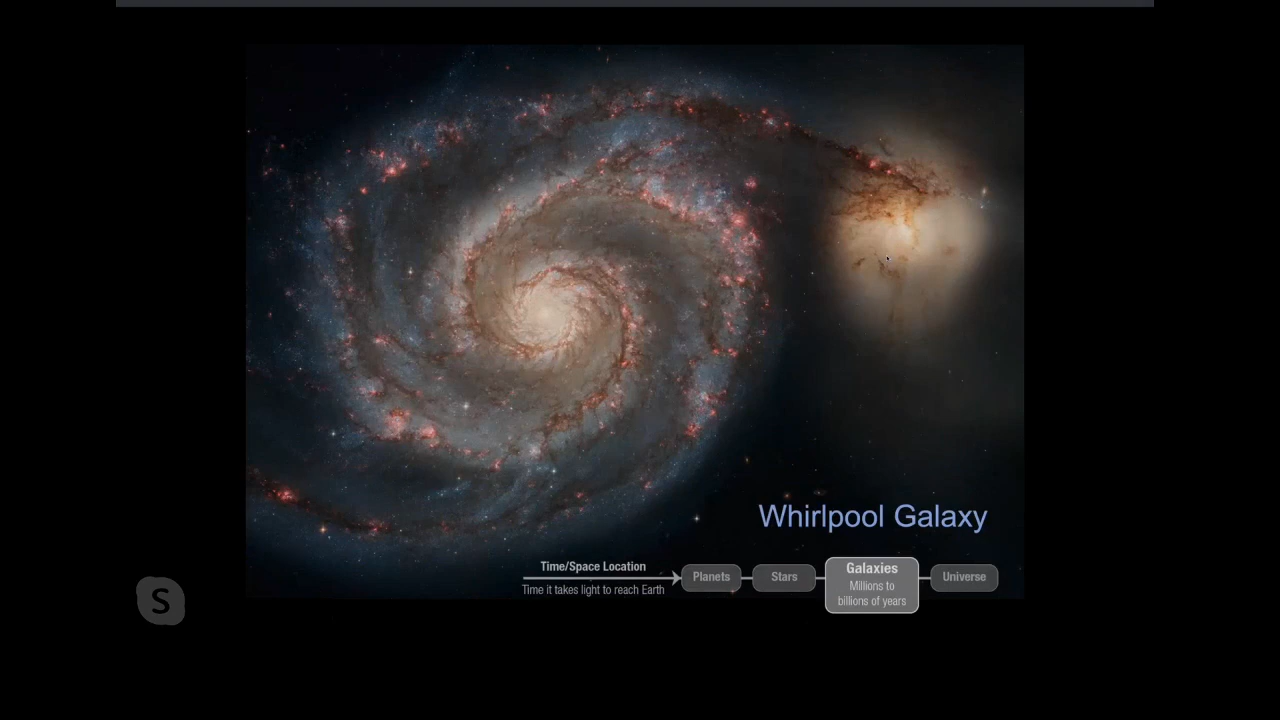 Whirlpool Galaxy
Time/Space Location
Time it takes light to reach Earth
Planets
Stars
Galaxies
Millions to
billions of years
Universe
S